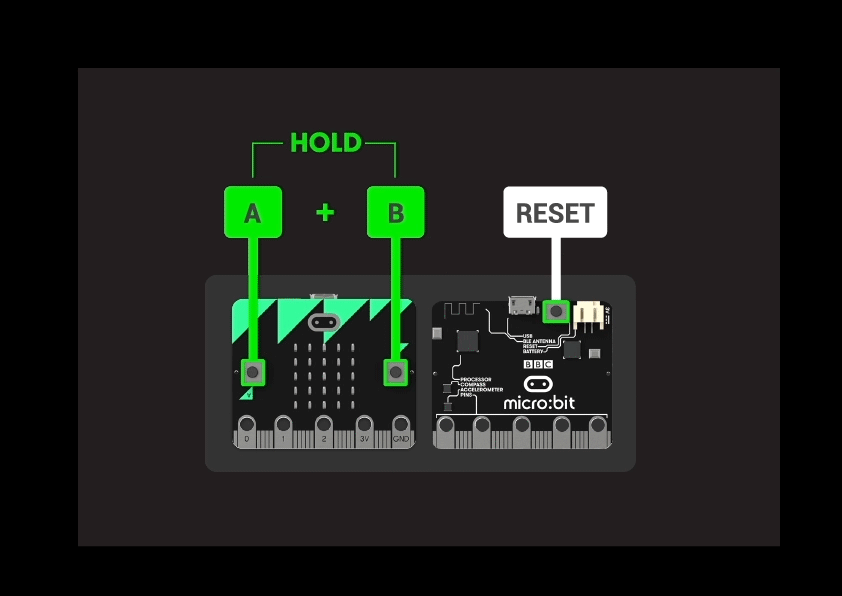 HOLD
A + B
RESET
USB
BLE ANTENNA
RESET
BATTERY
BBC
PROCESSOR
COMPASS
ACCELEROMETER
PINS
micro:bit
0 1 2 3V GND